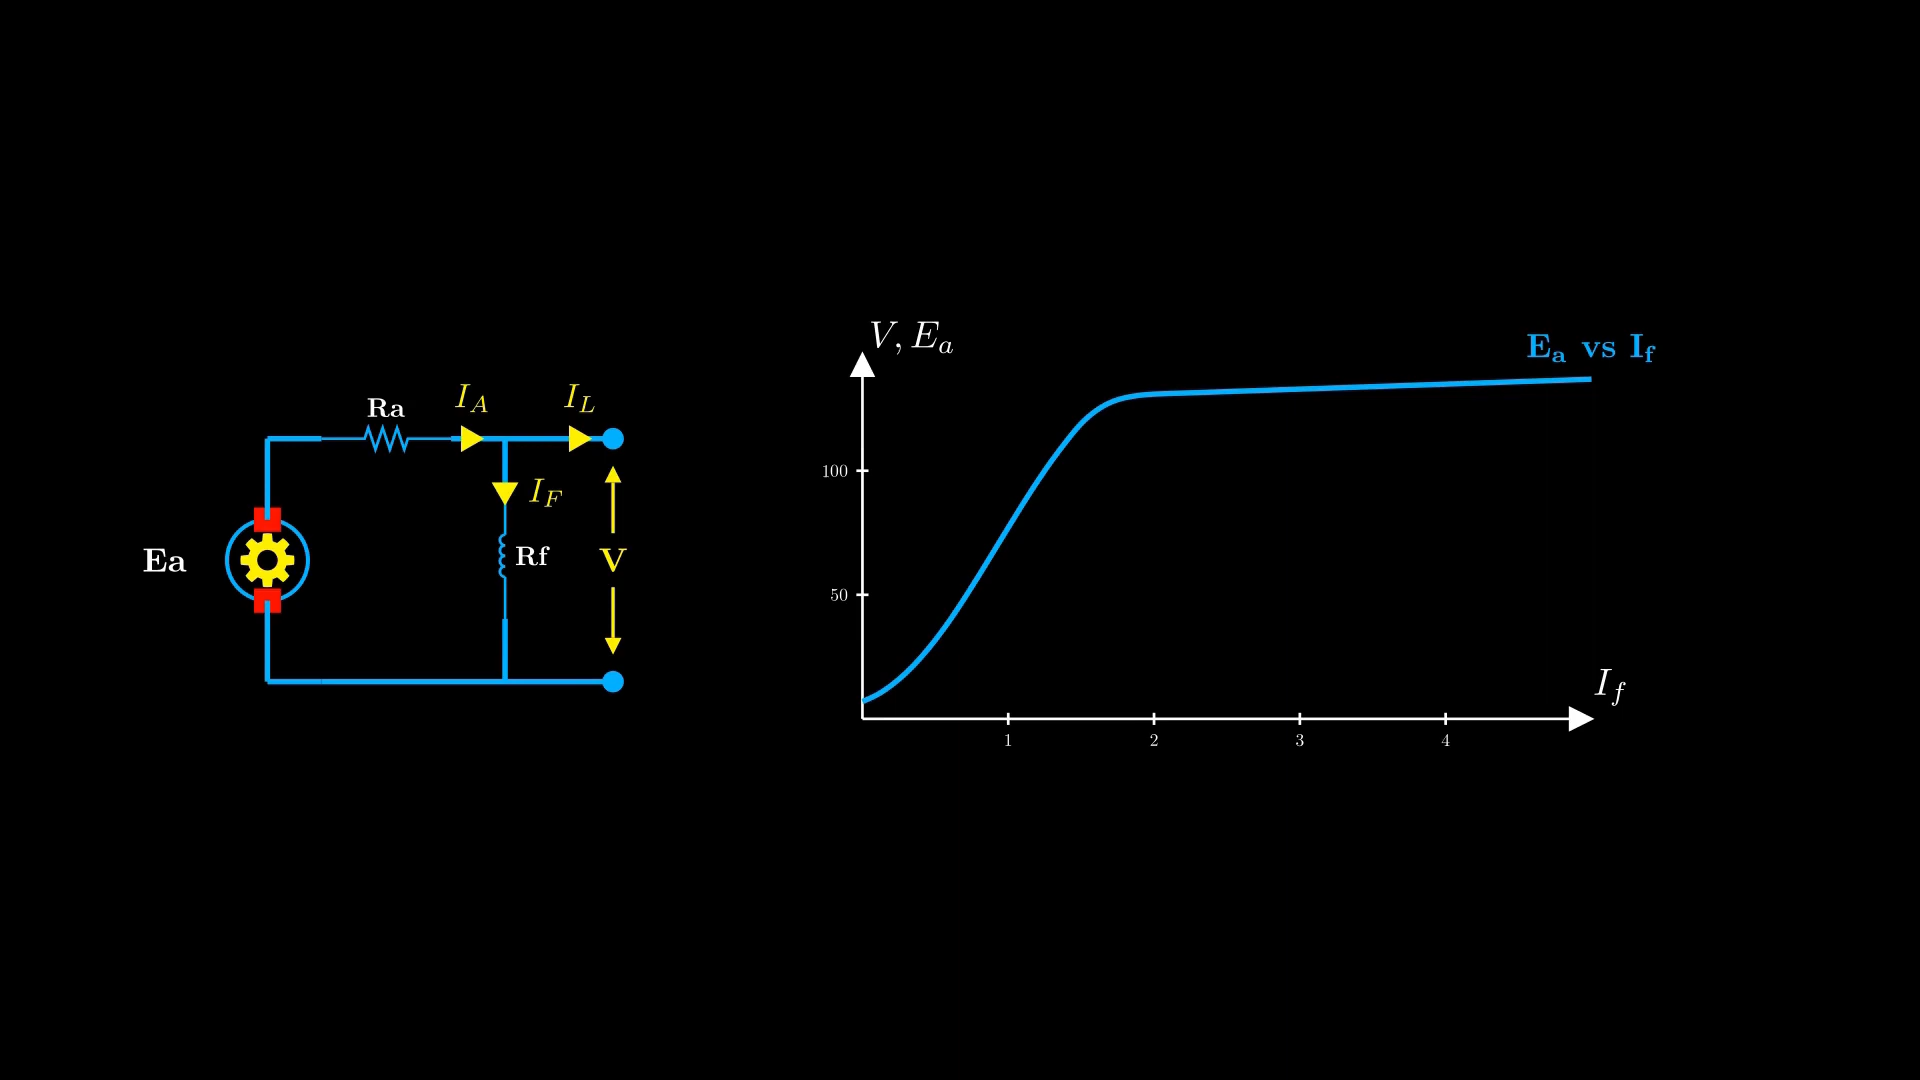 Ra
I_A
I_L
I_F
Ea
Rf
V
V, E_a
E_a vs I_f
100
50
I_f
1
2
3
4